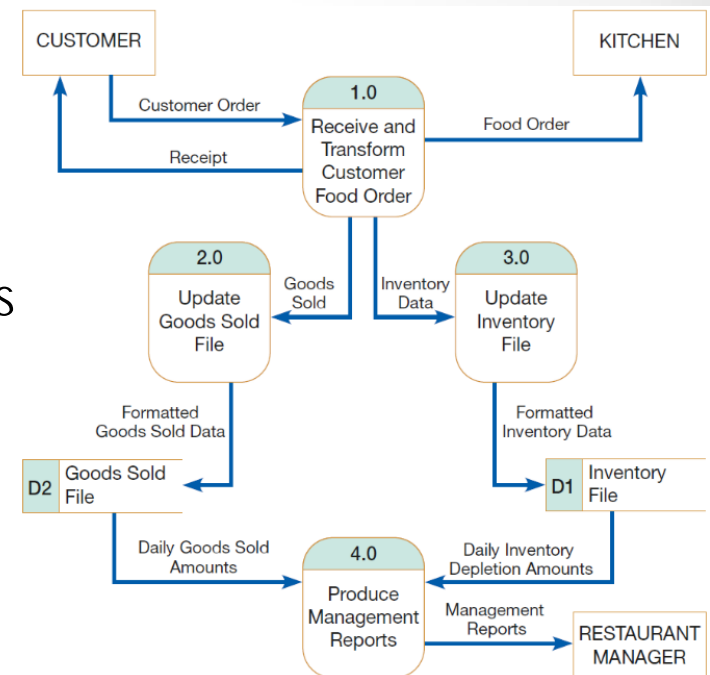 CUSTOMER
KITCHEN
1.0
Customer Order
Receive and
Transform
Customer
Food Order
Food Order
Receipt
2.0
3.0
Goods
Sold
Inventory
Data
S
Update
Goods Sold
File
Update
Inventory
File
Formatted
Goods Sold Data
Formatted
Inventory Data
D2
Goods Sold
File
D1
Inventory
File
Daily Goods Sold
Amounts
4.0
Daily Inventory
Depletion Amounts
Produce
Management
Reports
Management
Reports
RESTAURANT
MANAGER